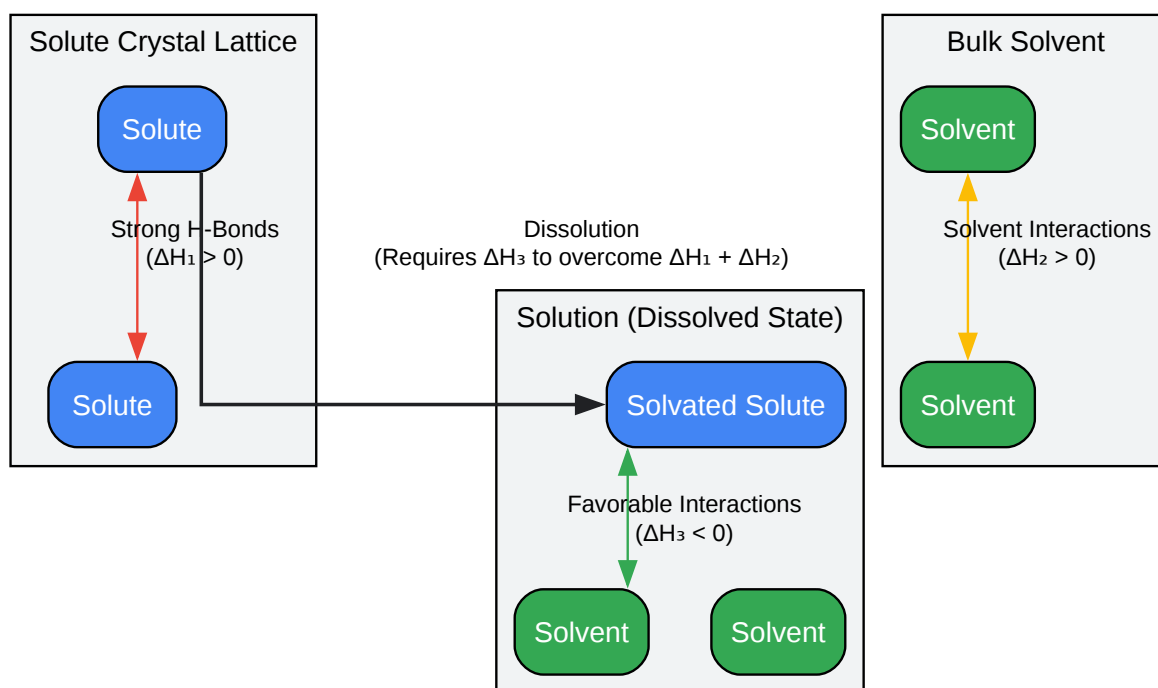 Solute Crystal Lattice
Solute
Strong H-Bonds
(ΔH₁ > 0)
Solute
Dissolution
(Requires ΔH₃ to overcome ΔH₁ + ΔH₂)
Solution (Dissolved State)
Solvated Solute
Favorable Interactions
(ΔH₃ < 0)
Solvent
Solvent
Bulk Solvent
Solvent
Solvent Interactions
(ΔH₂ > 0)
Solvent